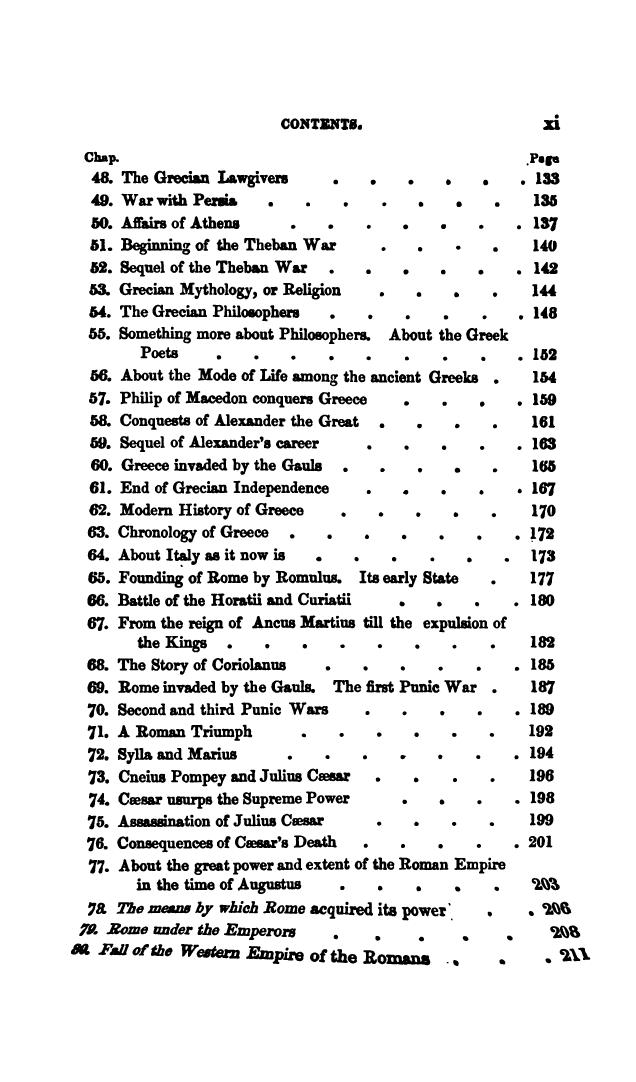 CONTENTS. xi
Chap. Page
48. The Grecian Lawgivers . . . . . . 133
49. War with Persia . . . . . . . 135
50. Affairs of Athens . . . . . . . 137
51. Beginning of the Theban War . . . . 140
52. Sequel of the Theban War . . . . . . 142
53. Grecian Mythology, or Religion . . . . 144
54. The Grecian Philosophers . . . . . . 148
55. Something more about Philosophers. About the Greek
Poets . . . . . . . . . 152
56. About the Mode of Life among the ancient Greeks . 154
57. Philip of Macedon conquers Greece . . . . 159
58. Conquests of Alexander the Great . . . . 161
59. Sequel of Alexander's career . . . . . 163
60. Greece invaded by the Gauls . . . . . 165
61. End of Grecian Independence . . . . . 167
62. Modern History of Greece . . . . . 170
63. Chronology of Greece . . . . . . . 172
64. About Italy as it now is . . . . . . 173
65. Founding of Rome by Romulus. Its early State . 177
66. Battle of the Horatii and Curiatii . . . . 180
67. From the reign of Ancus Martius till the expulsion of
the Kings . . . . . . . . 182
68. The Story of Coriolanus . . . . . . 185
69. Rome invaded by the Gauls. The first Punic War . 187
70. Second and third Punic Wars . . . . . 189
71. A Roman Triumph . . . . . . 192
72. Sylla and Marius . . . . . . . 194
73. Cneius Pompey and Julius Cæsar . . . . 196
74. Cæsar usurps the Supreme Power . . . . 198
75. Assassination of Julius Cæsar . . . . 199
76. Consequences of Cæsar's Death . . . . . 201
77. About the great power and extent of the Roman Empire
in the time of Augustus . . . . . 203
78. The means by which Rome acquired its power . . 206
79. Rome under the Emperors . . . . . 208
80. Fall of the Western Empire of the Romans . . . 211